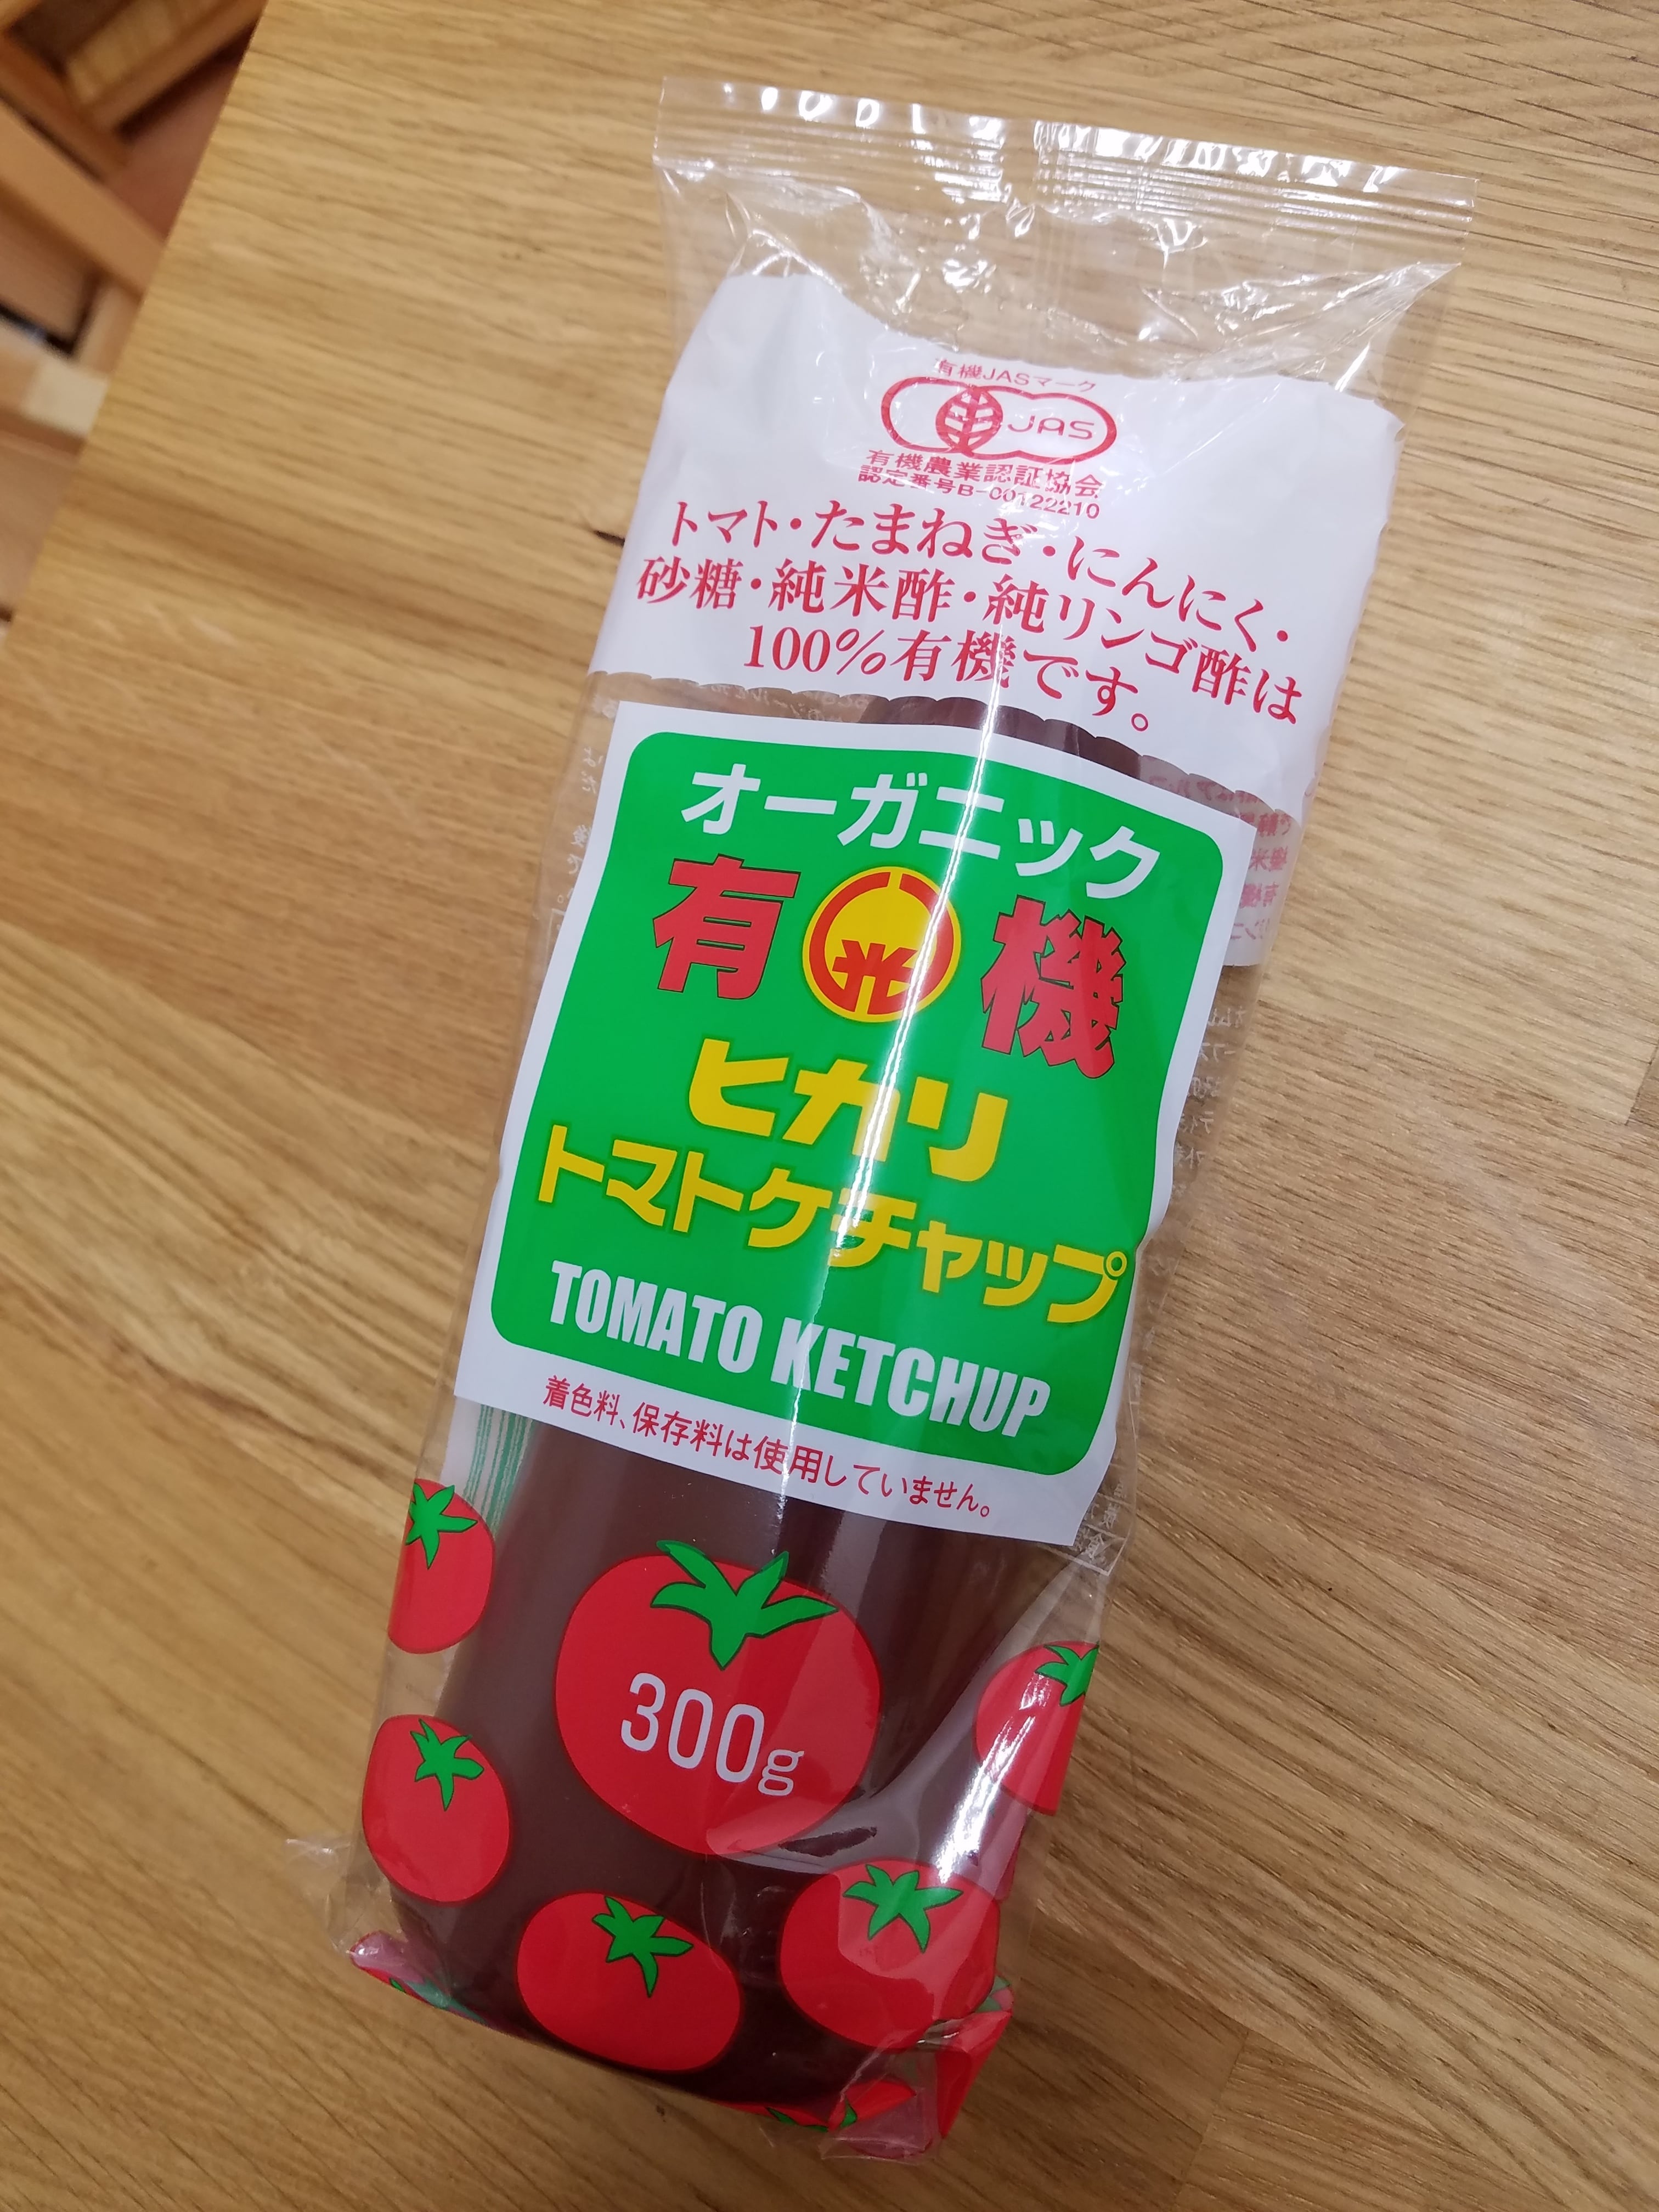 有機JASマーク
JAS
有機農業認証協会
認定番号B-00122210
トマト・たまねぎ・にんにく・
砂糖・純米酢・純リンゴ酢は
100%有機です。
オーガニック
有 光 機
ヒカリ
トマトケチャップ
TOMATO KETCHUP
着色料、保存料は使用していません。
300g